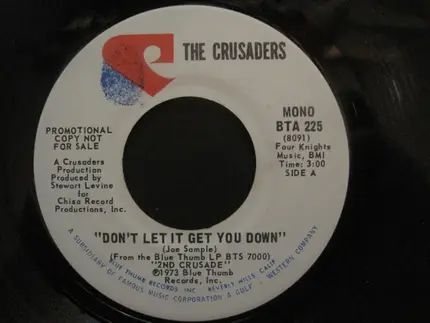 THE CRUSADERS
MONO
BTA 225
(8091)
Four Knights
Music, BMI
Time: 3:00
SIDE A
PROMOTIONAL
COPY NOT
FOR SALE
A Crusaders
Production
Produced by
Stewart Levine
for
Chisa Record
Productions, Inc.
"DON'T LET IT GET YOU DOWN"
(Joe Sample)
(From the Blue Thumb LP BTS 7000)
"2ND CRUSADE"
℗1973 Blue Thumb
Records, Inc.
BLUE THUMB RECORDS INC. BEVERLY HILLS, CALIF.
A SUBSIDIARY OF FAMOUS MUSIC CORPORATION A GULF + WESTERN COMPANY